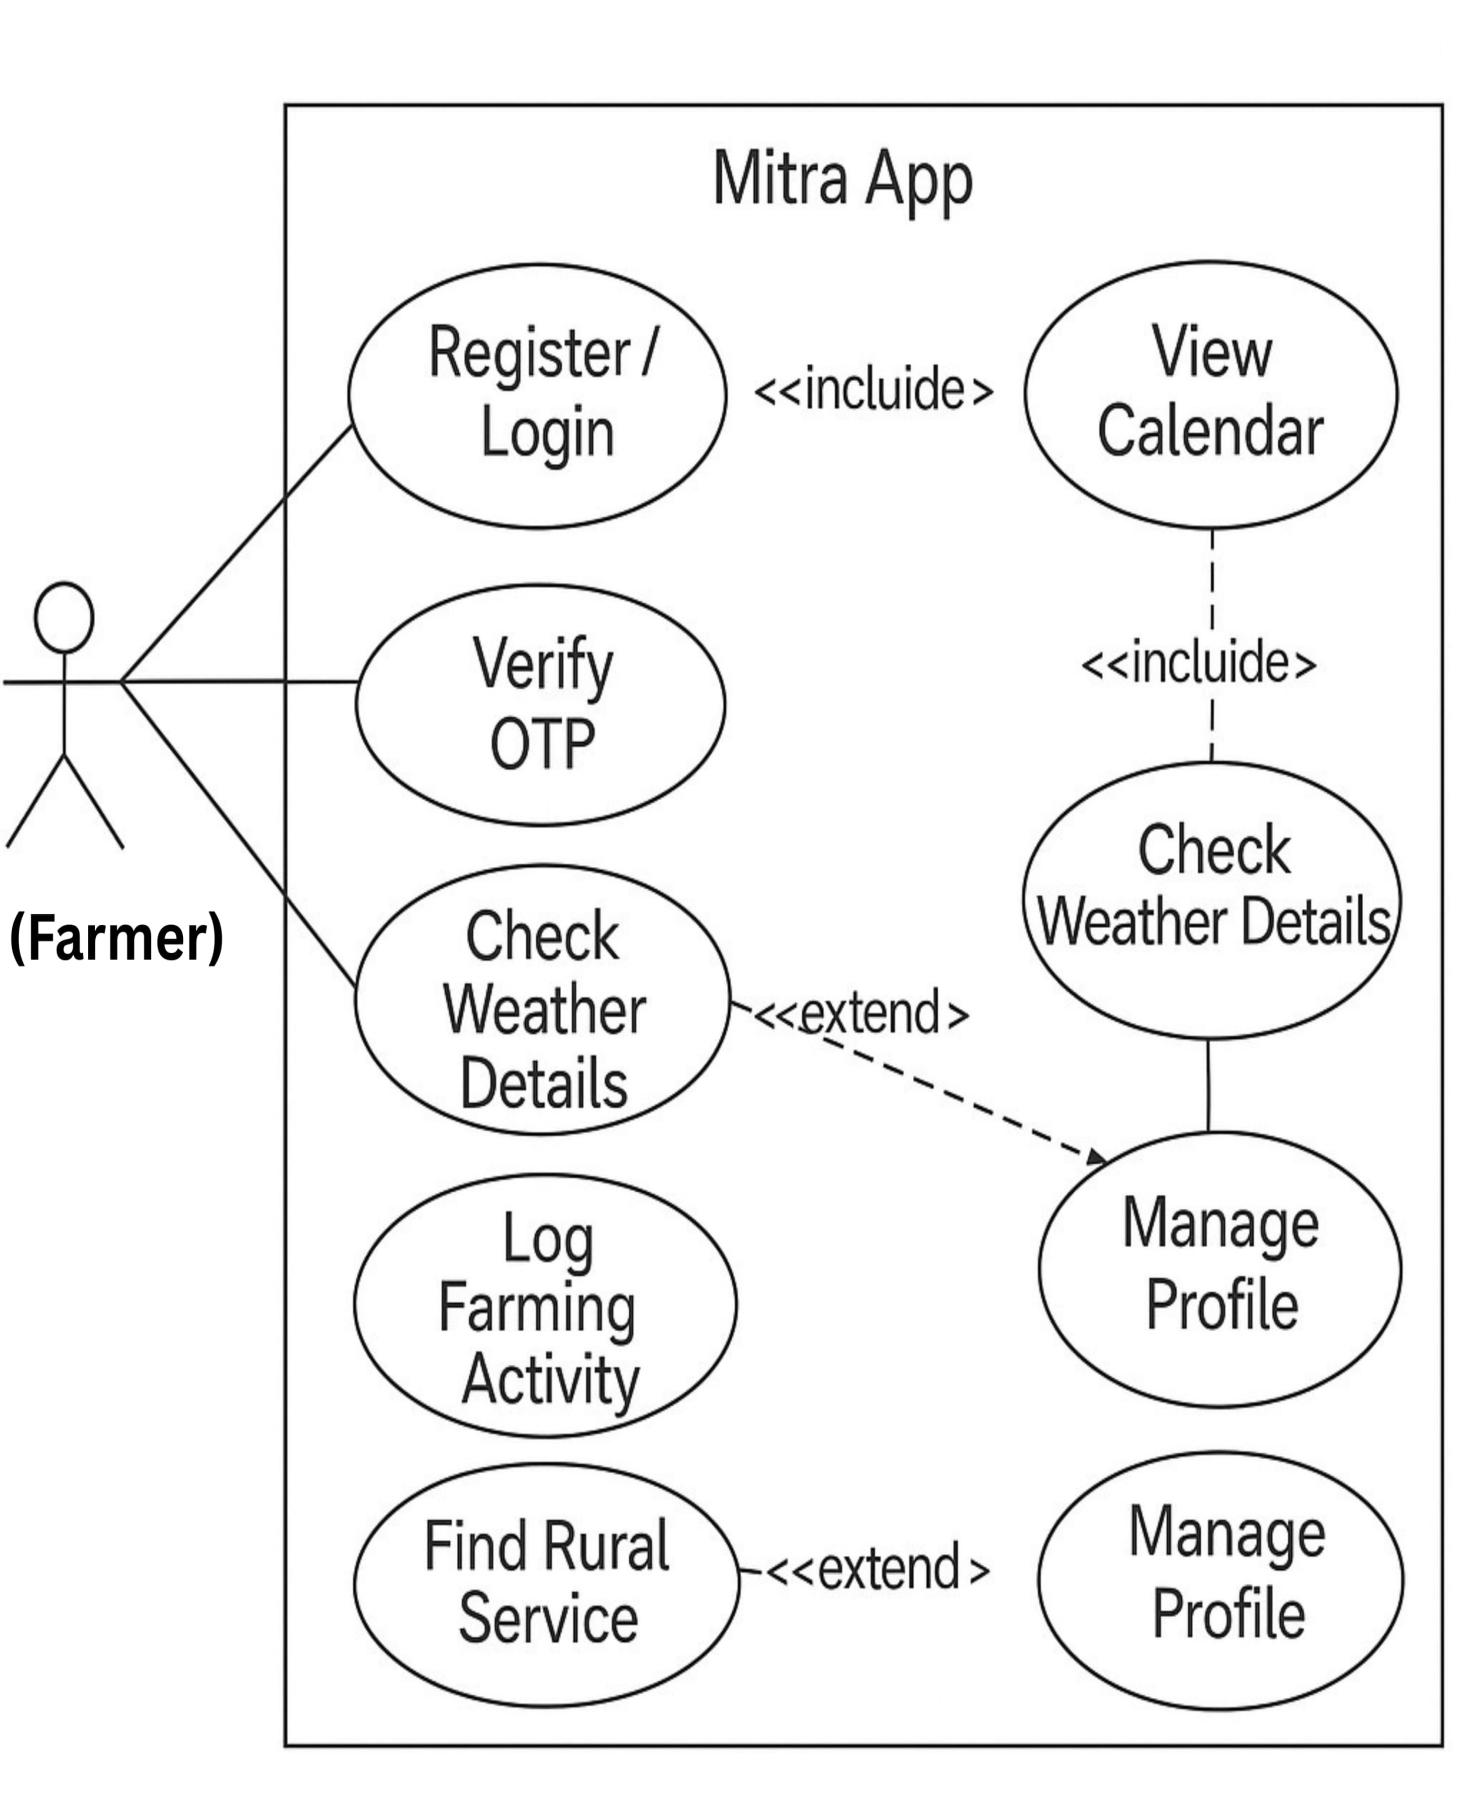 Mitra App
Register /
Login
<<incluide>
View
Calendar
Verify
OTP
<<incluide>
(Farmer)
Check
Weather
Details
<<extend>
Check
Weather Details
Log
Farming
Activity
Manage
Profile
Find Rural
Service
<<extend>
Manage
Profile